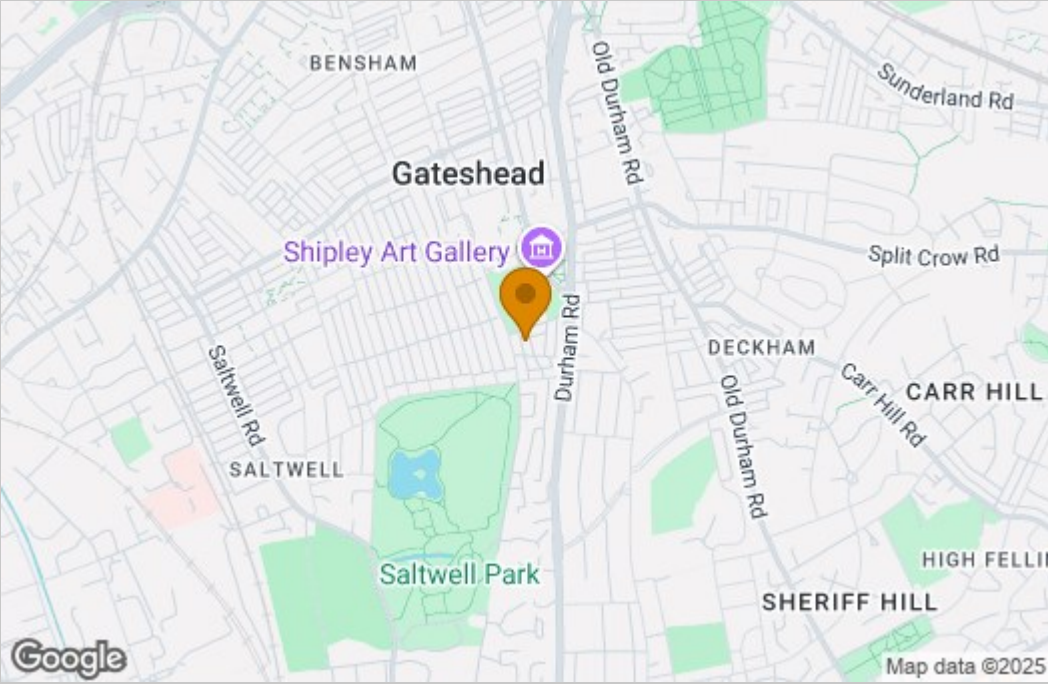 BENSHAM
Old Durham Rd
Sunderland Rd
Gateshead
Shipley Art Gallery
Split Crow Rd
Durham Rd
DECKHAM
Saltwell Rd
Carr Hill Rd
CARR HILL
Old Durham Rd
SALTWELL
HIGH FELLI
Saltwell Park
SHERIFF HILL
Google
Map data ©2025